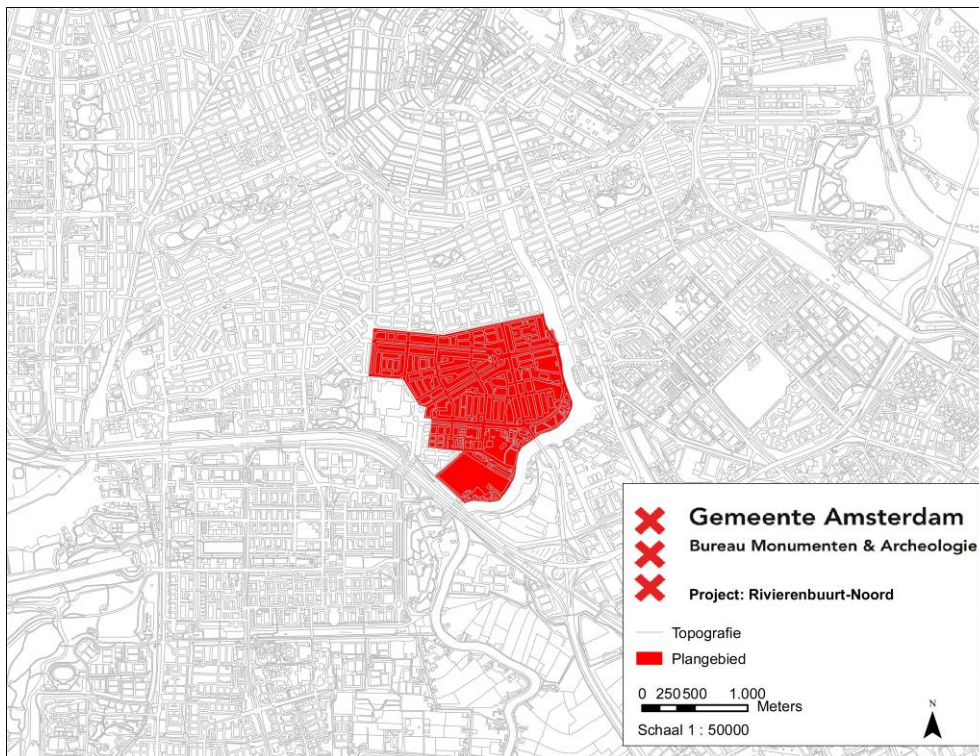 Gemeente Amsterdam
Bureau Monumenten & Archeologie
Project: Rivierenbuurt-Noord
Topografie
Plangebied
0 250 500 1.000
Meters
Schaal 1 : 50000
N